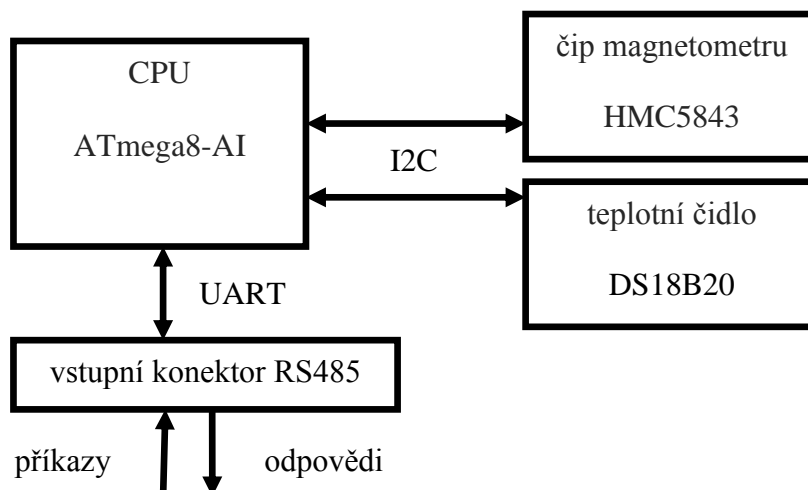 CPU
ATmega8-AI
čip magnetometru
HMC5843
I2C
teplotní čidlo
DS18B20
UART
vstupní konektor RS485
příkazy
odpovědi